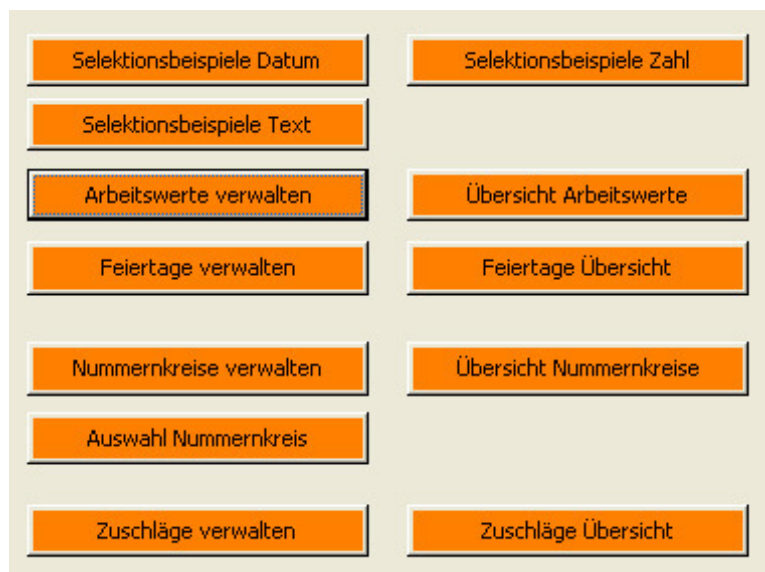 Selektionsbeispiele Datum
Selektionsbeispiele Zahl
Selektionsbeispiele Text
Arbeitswerte verwalten
Übersicht Arbeitswerte
Feiertage verwalten
Feiertage Übersicht
Nummernkreise verwalten
Übersicht Nummernkreise
Auswahl Nummernkreis
Zuschläge verwalten
Zuschläge Übersicht